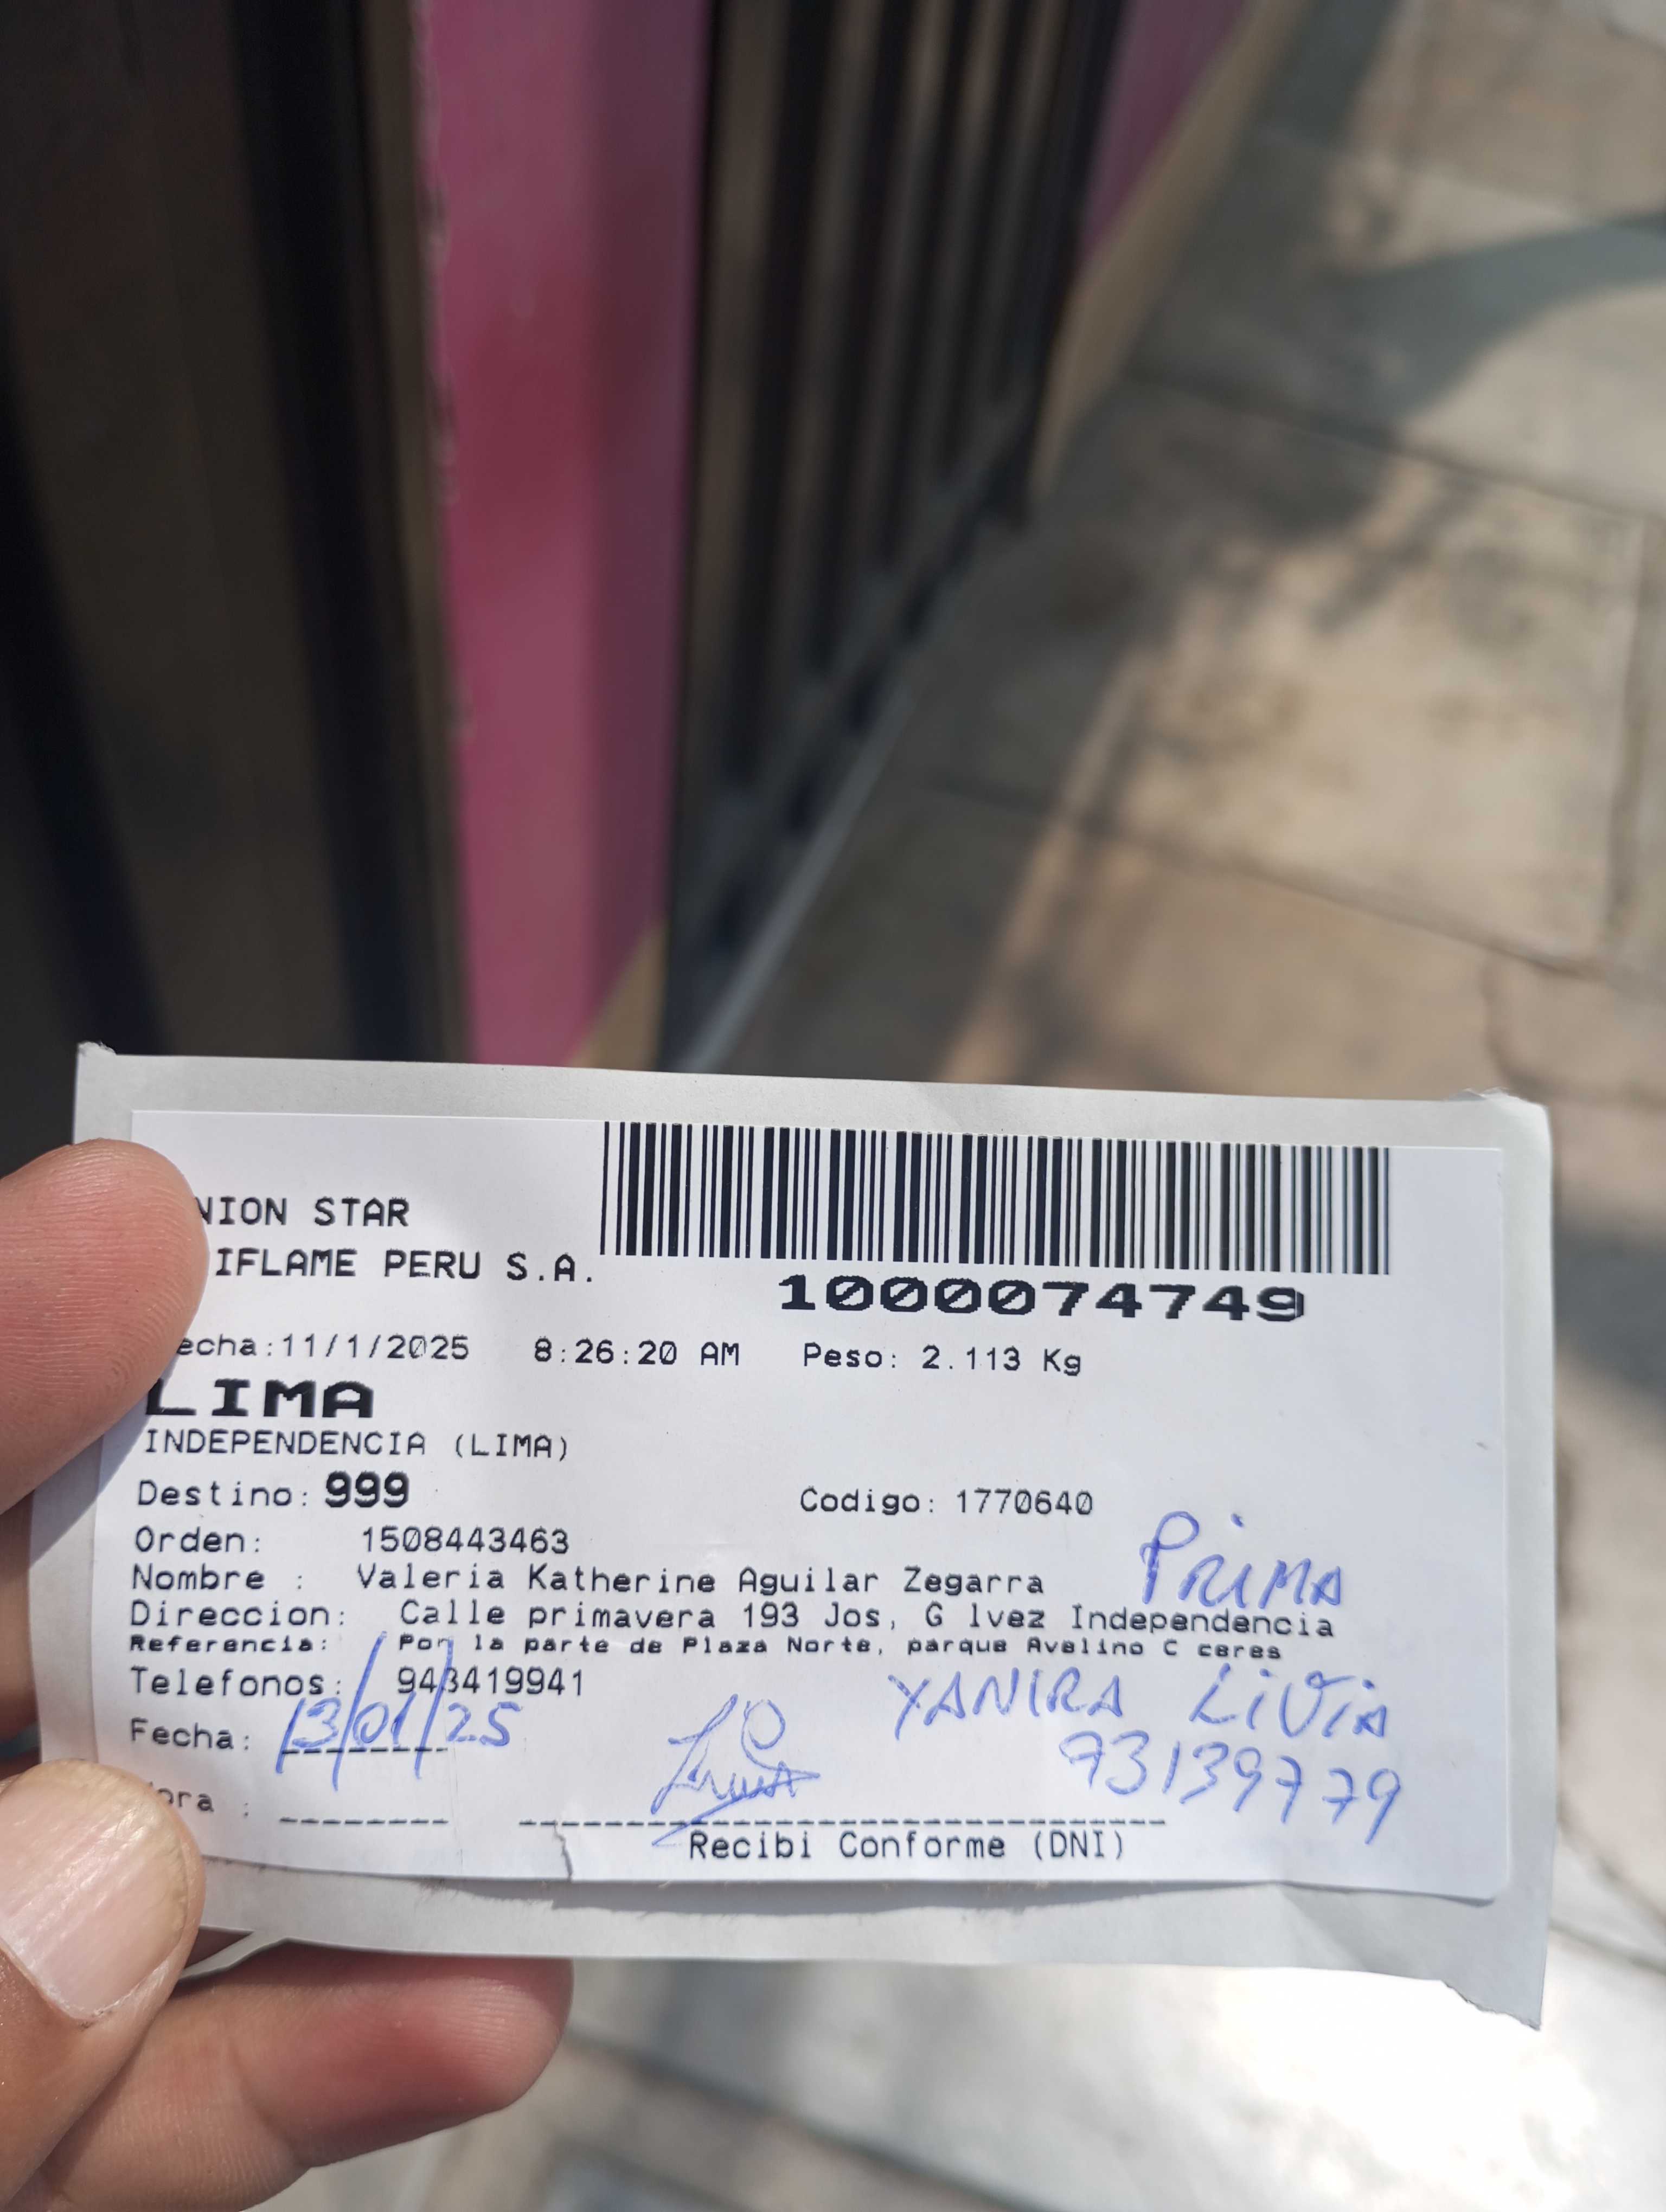 NION STAR
IFLAME PERU S.A.
1000074749
echa:11/1/2025 8:26:20 AM Peso: 2.113 Kg
LIMA
INDEPENDENCIA (LIMA)
Destino: 999 Codigo: 1770640
Orden: 1508443463
PRIMA
Nombre : Valeria Katherine Aguilar Zegarra
Direccion: Calle primavera 193 Jos, G lvez Independencia
Referencia: Por la parte de Plaza Norte, parque Avelino C ceres
Telefonos: 943419941
YANIRA LiViA
Fecha: 13/01/25
73139779
ora :
Recibi Conforme (DNI)